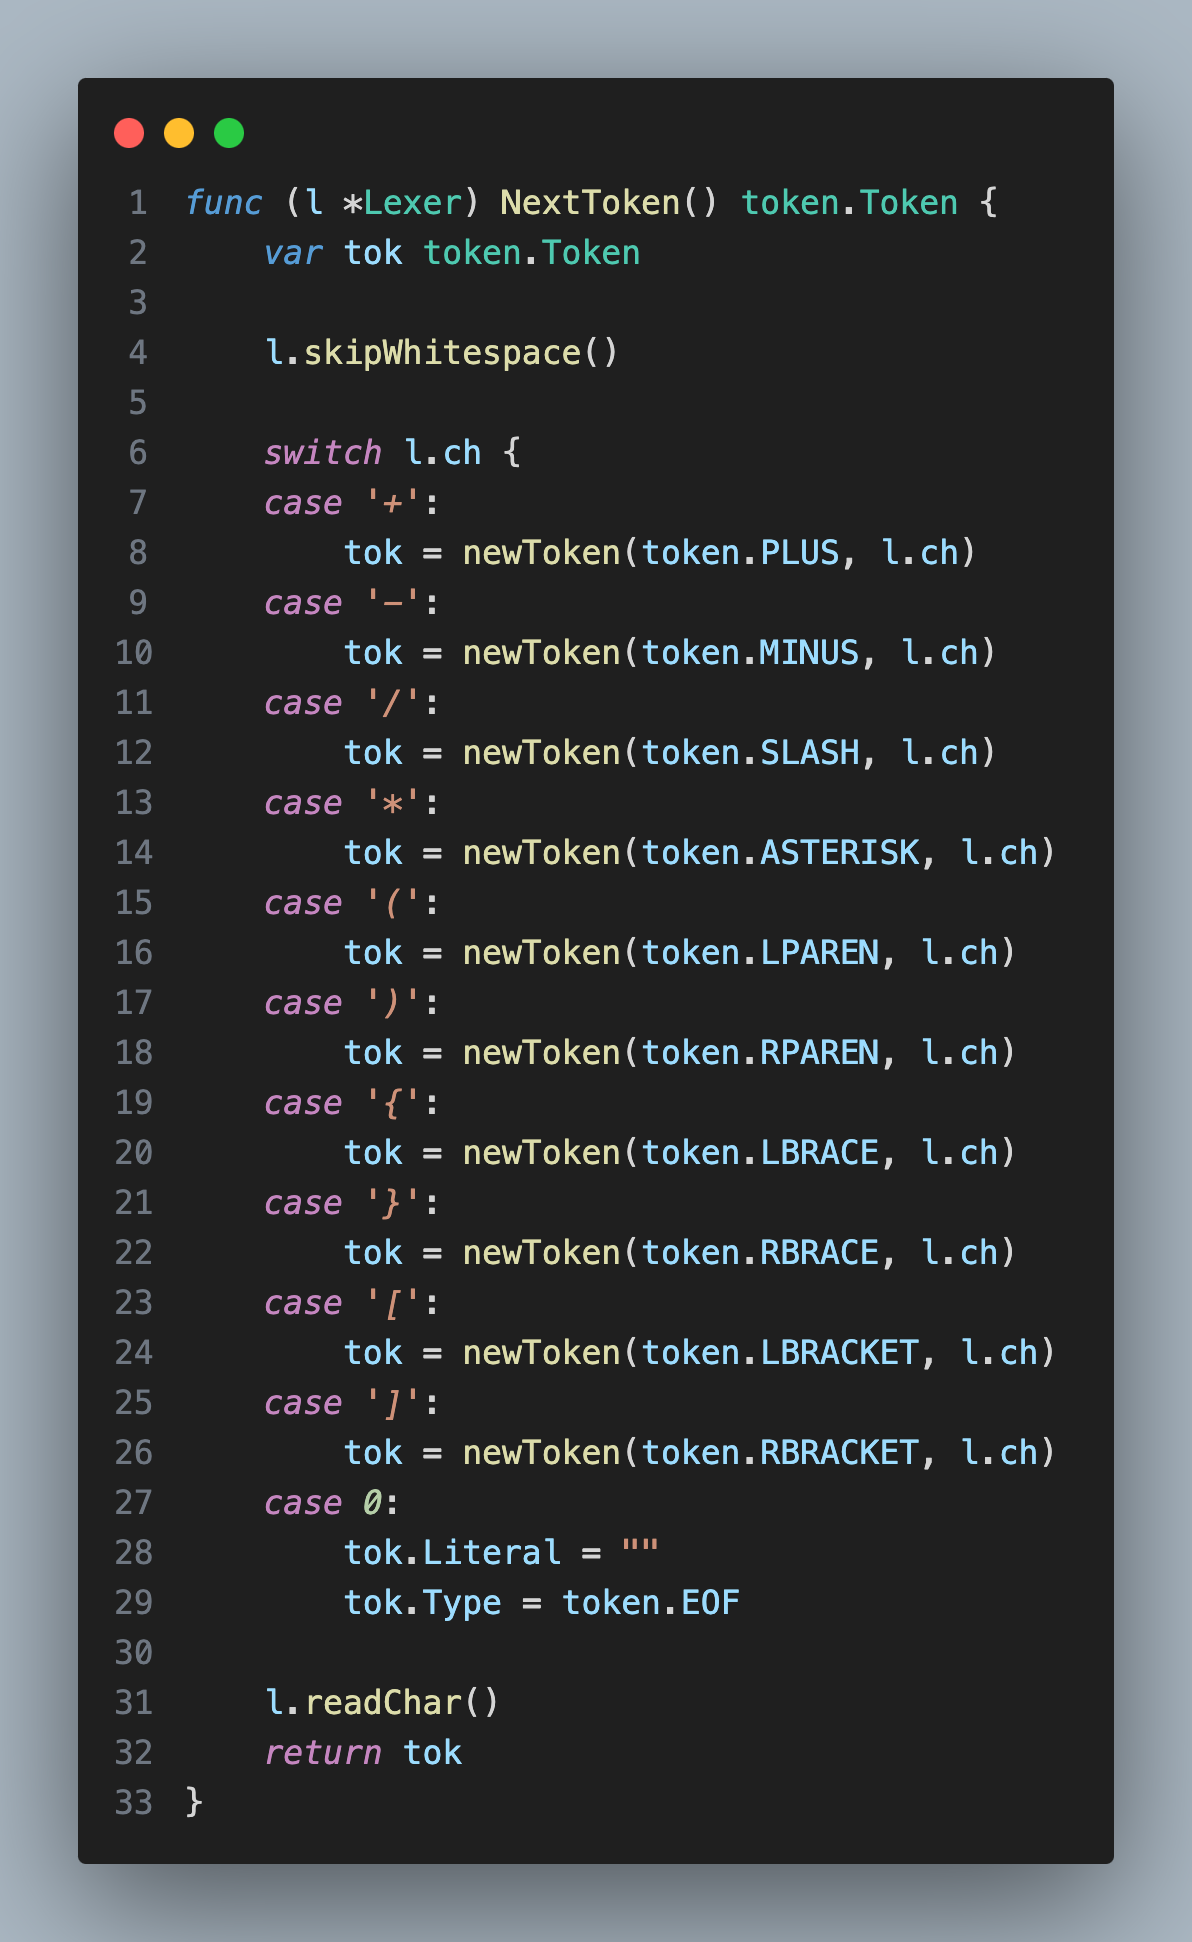 1 func (l *Lexer) NextToken() token.Token {
2     var tok token.Token
3
4     l.skipWhitespace()
5
6     switch l.ch {
7     case '+':
8         tok = newToken(token.PLUS, l.ch)
9     case '-':
10         tok = newToken(token.MINUS, l.ch)
11     case '/':
12         tok = newToken(token.SLASH, l.ch)
13     case '*':
14         tok = newToken(token.ASTERISK, l.ch)
15     case '(':
16         tok = newToken(token.LPAREN, l.ch)
17     case ')':
18         tok = newToken(token.RPAREN, l.ch)
19     case '{':
20         tok = newToken(token.LBRACE, l.ch)
21     case '}':
22         tok = newToken(token.RBRACE, l.ch)
23     case '[':
24         tok = newToken(token.LBRACKET, l.ch)
25     case ']':
26         tok = newToken(token.RBRACKET, l.ch)
27     case 0:
28         tok.Literal = ""
29         tok.Type = token.EOF
30
31     l.readChar()
32     return tok
33 }